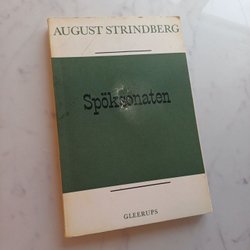 AUGUST STRINDBERG
Spöksonaten
GLEERUPS